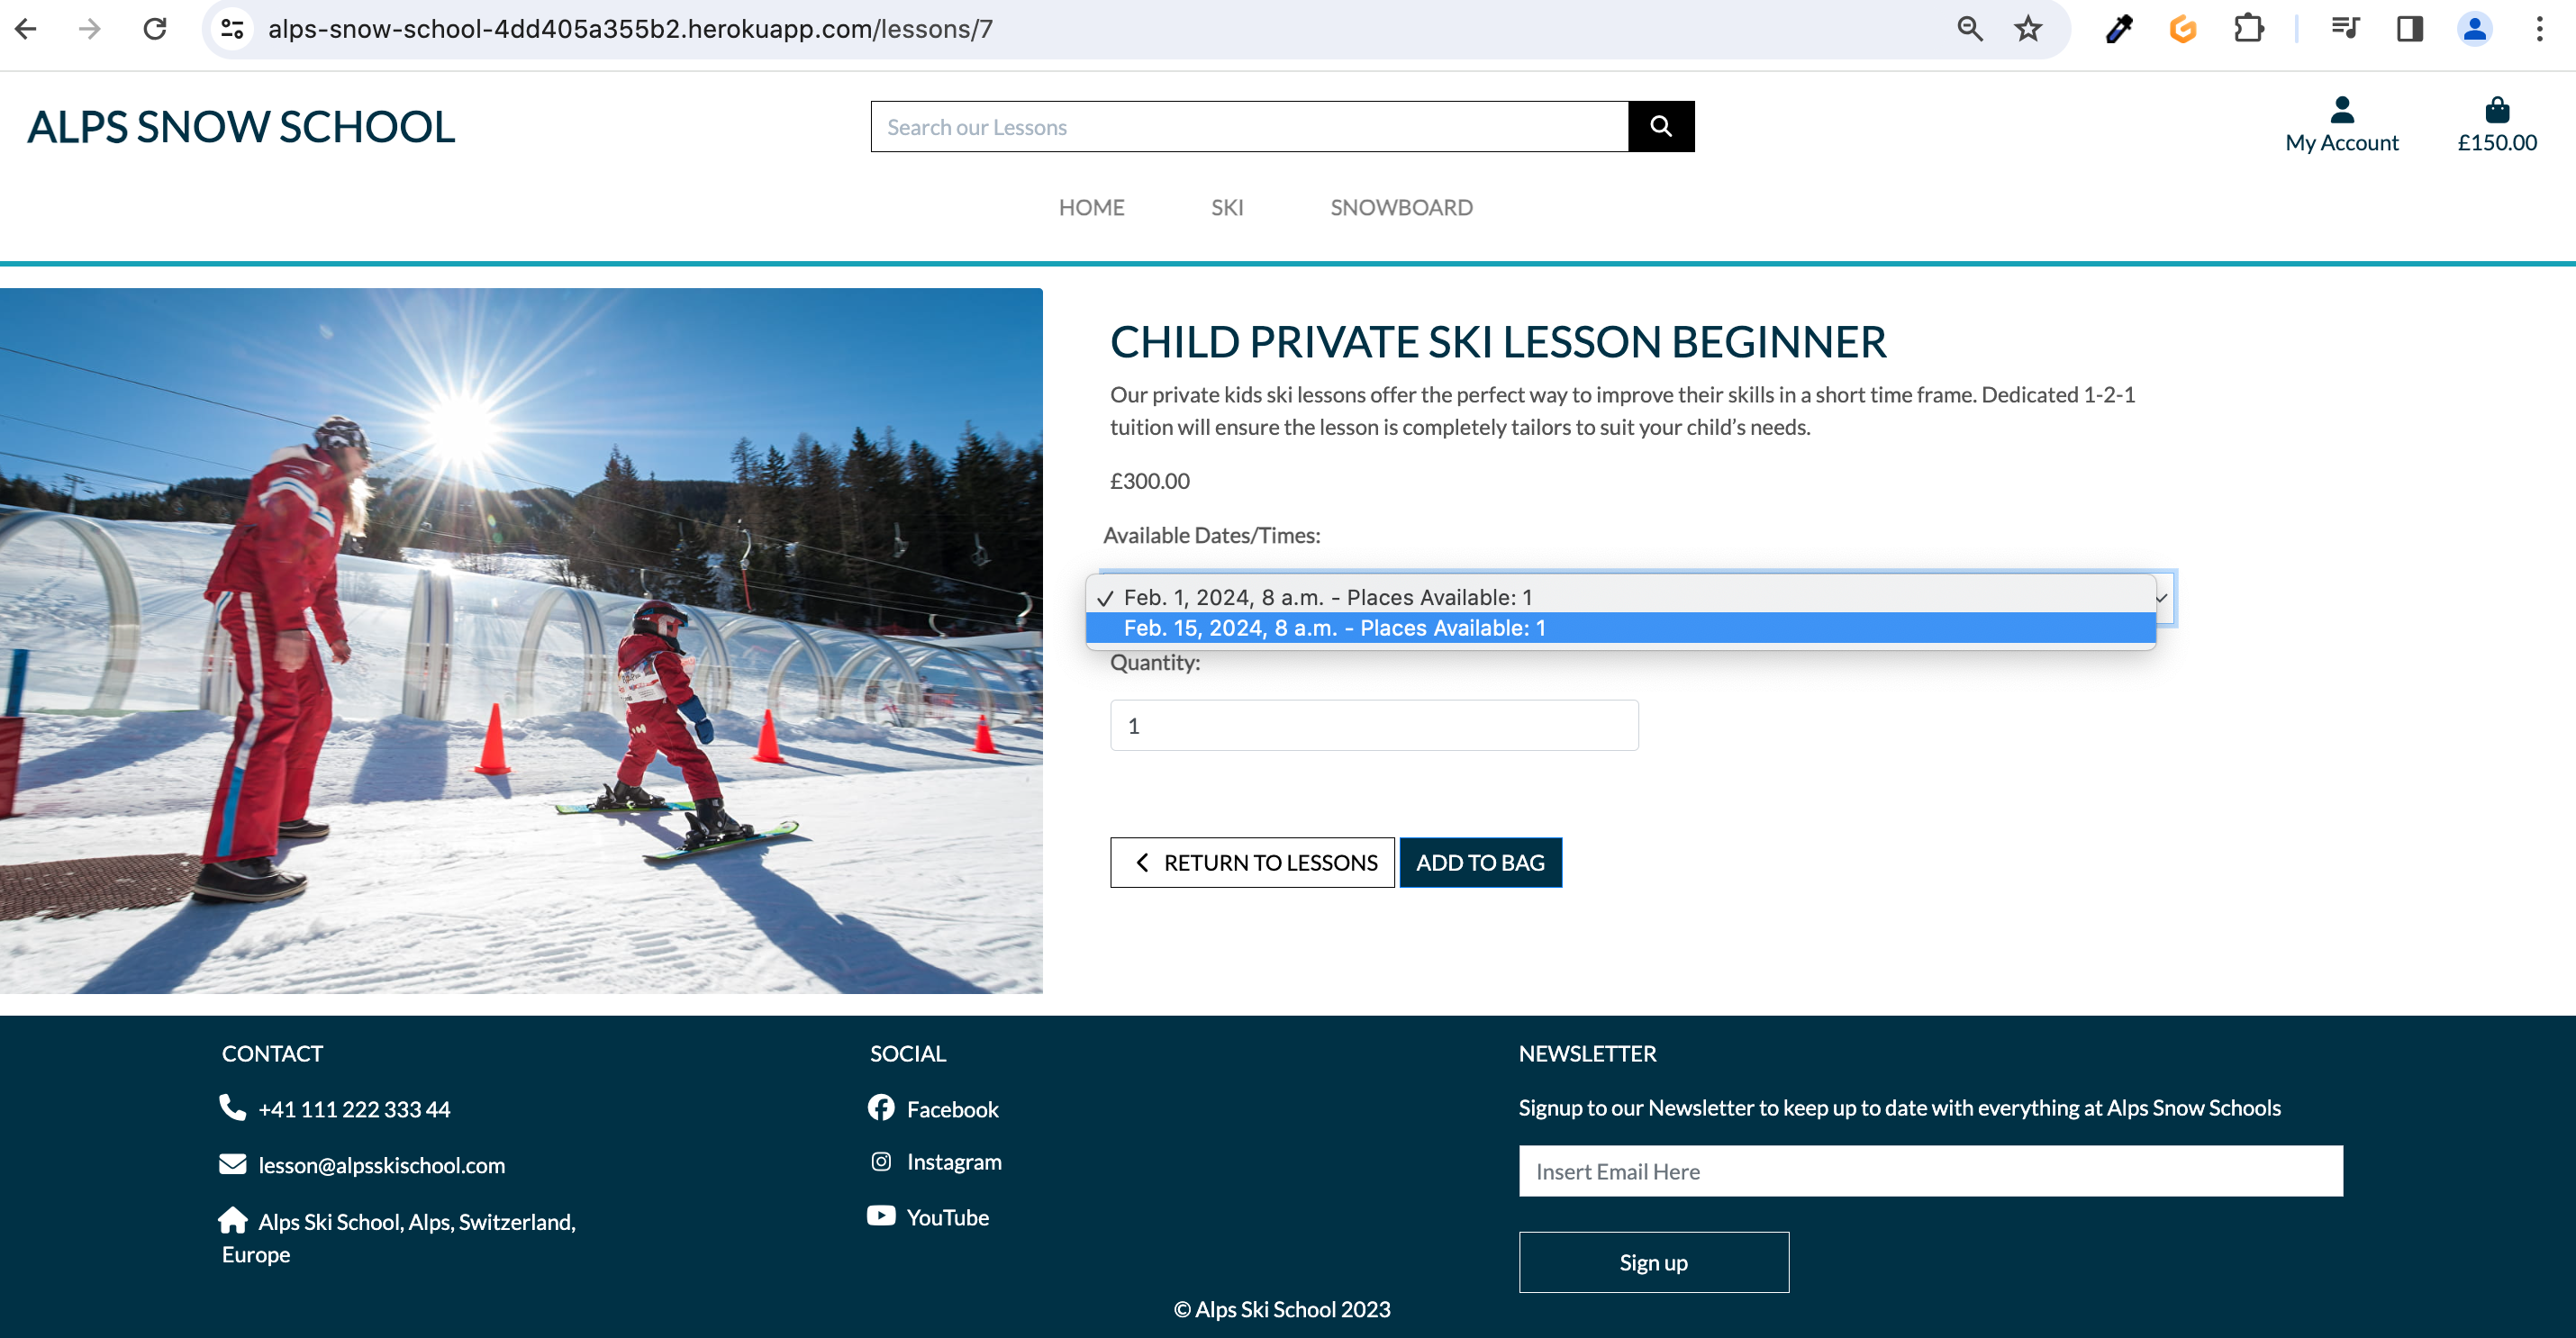 alps-snow-school-4dd405a355b2.herokuapp.com/lessons/7
ALPS SNOW SCHOOL
Search our Lessons
My Account
£150.00
HOME
SKI
SNOWBOARD
CHILD PRIVATE SKI LESSON BEGINNER
Our private kids ski lessons offer the perfect way to improve their skills in a short time frame. Dedicated 1-2-1
tuition will ensure the lesson is completely tailors to suit your child’s needs.
£300.00
Available Dates/Times:
Feb. 1, 2024, 8 a.m. - Places Available: 1
Feb. 15, 2024, 8 a.m. - Places Available: 1
Quantity:
1
RETURN TO LESSONS
ADD TO BAG
CONTACT
+41 111 222 333 44
lesson@alpsskischool.com
Alps Ski School, Alps, Switzerland,
Europe
SOCIAL
Facebook
Instagram
YouTube
NEWSLETTER
Signup to our Newsletter to keep up to date with everything at Alps Snow Schools
Insert Email Here
Sign up
© Alps Ski School 2023